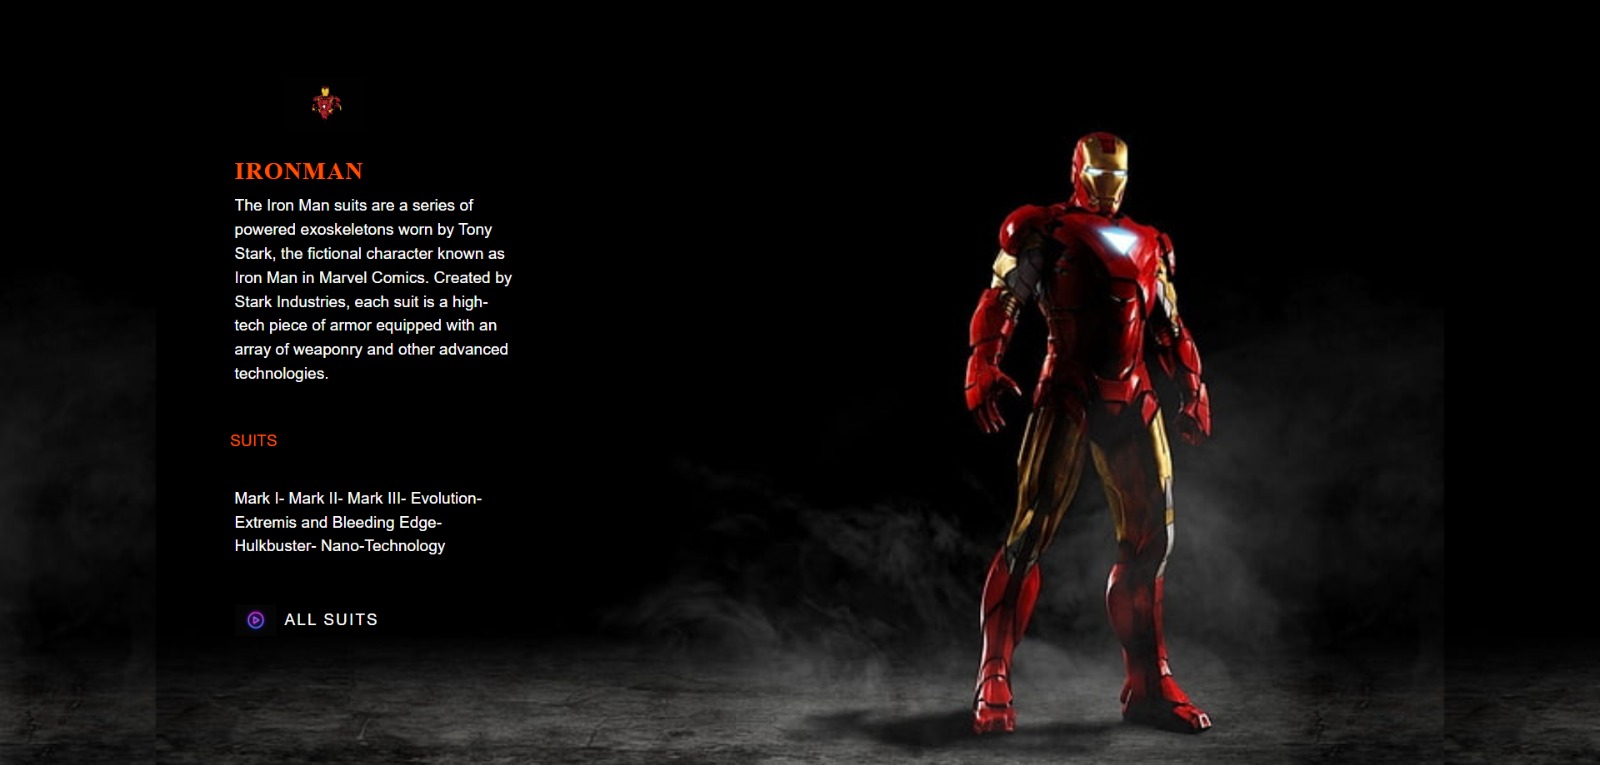 IRONMAN
The Iron Man suits are a series of
powered exoskeletons worn by Tony
Stark, the fictional character known as
Iron Man in Marvel Comics. Created by
Stark Industries, each suit is a high-
tech piece of armor equipped with an
array of weaponry and other advanced
technologies.
SUITS
Mark I- Mark II- Mark III- Evolution-
Extremis and Bleeding Edge-
Hulkbuster- Nano-Technology
ALL SUITS